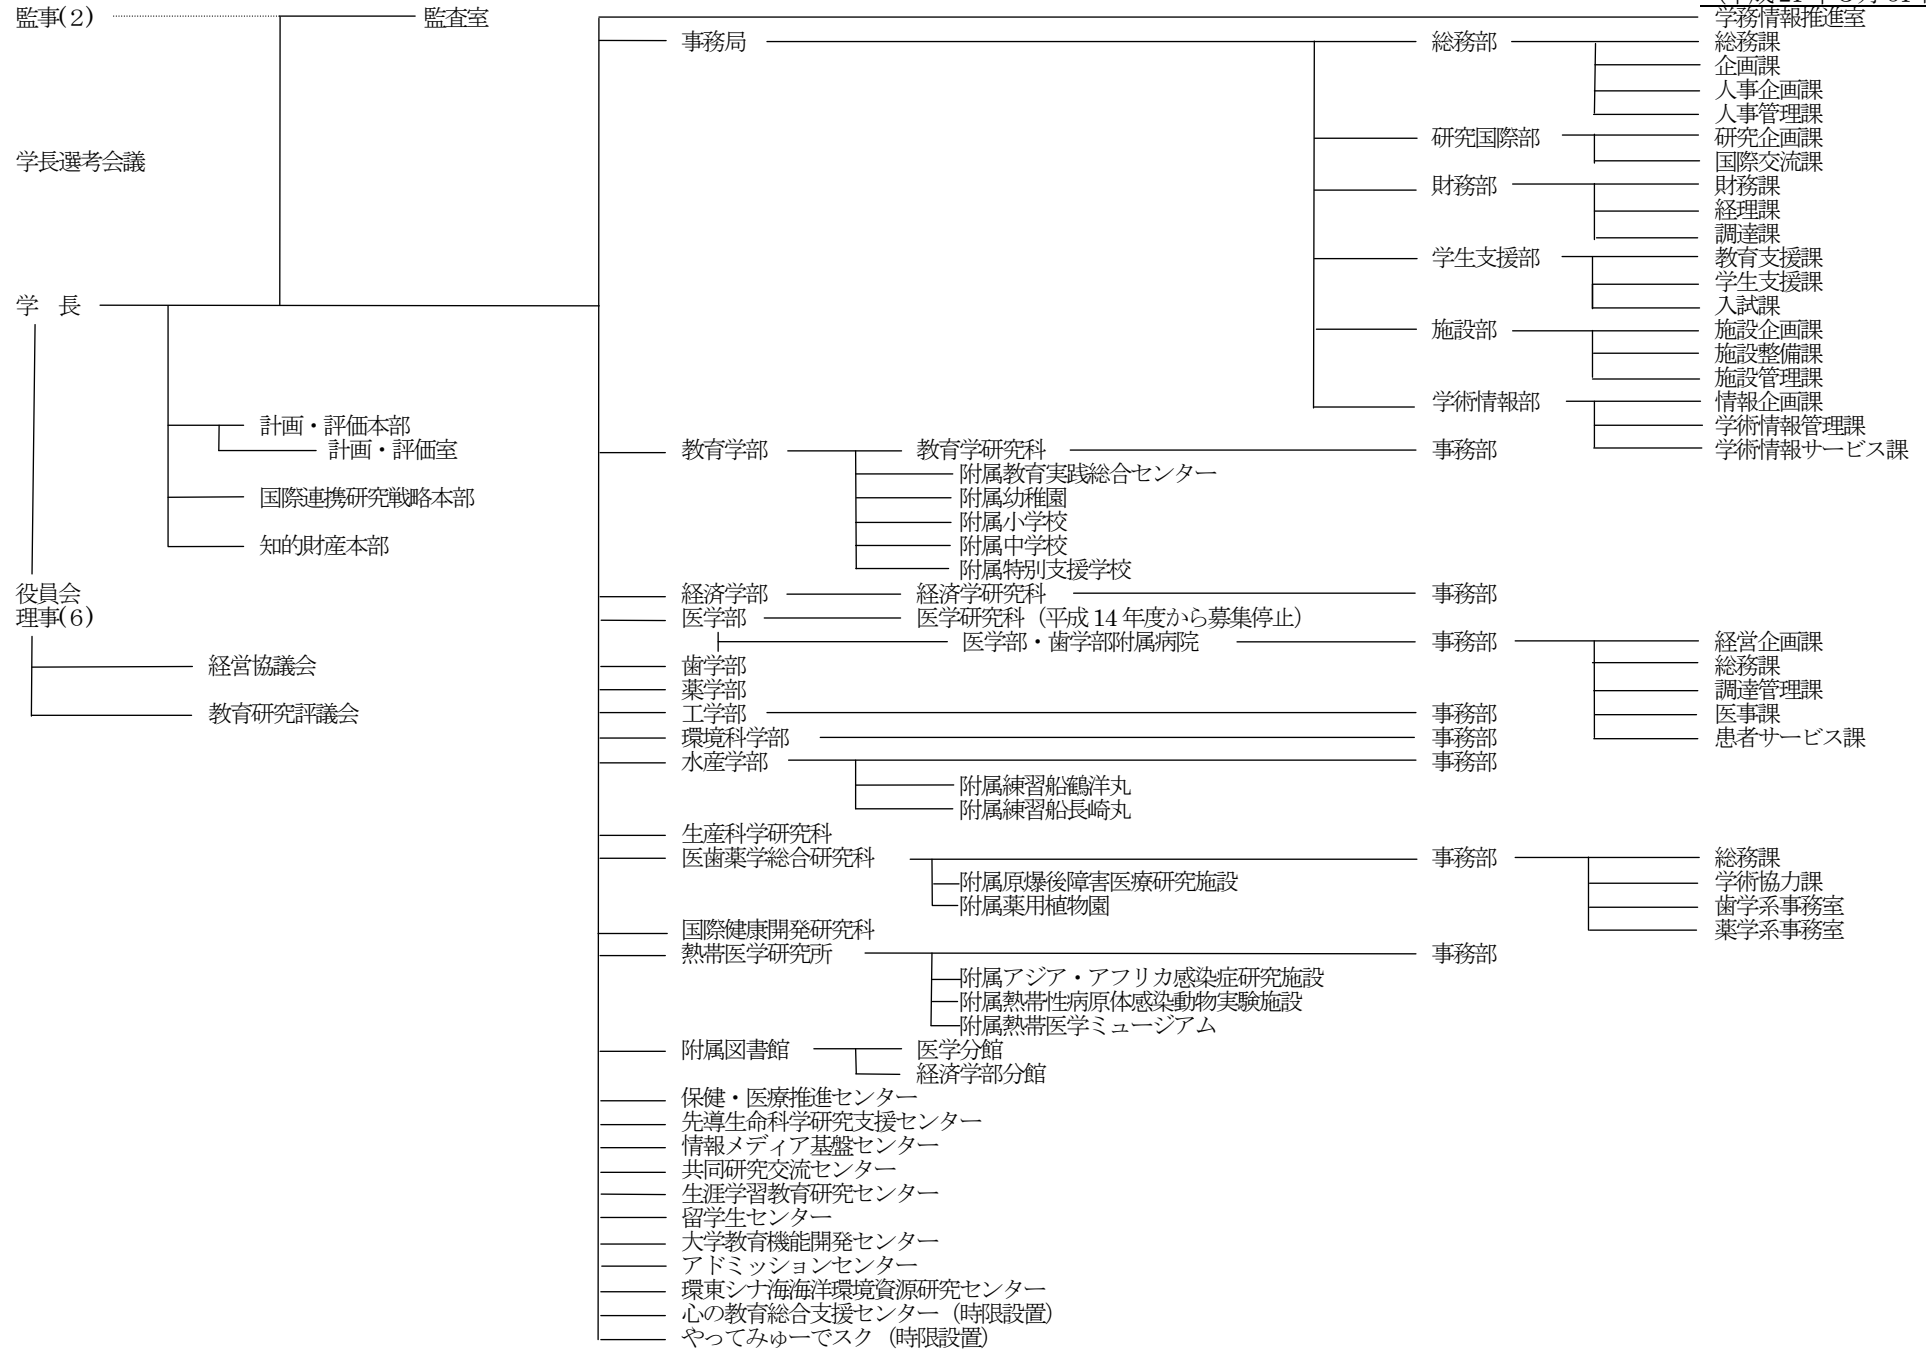 監事(2) 監査室 学務情報推進室
事務局 総務部 総務課
企画課
人事企画課
人事管理課
研究国際部 研究企画課
学長選考会議 国際交流課
財務部 財務課
経理課
調達課
学生支援部 教育支援課
学生支援課
学 長 入試課
施設部 施設企画課
施設整備課
施設管理課
学術情報部 情報企画課
計画・評価本部 学術情報管理課
計画・評価室 教育学部 教育学研究科 事務部 学術情報サービス課
附属教育実践総合センター
国際連携研究戦略本部 附属幼稚園
附属小学校
知的財産本部 附属中学校
附属特別支援学校
役員会 経済学部 経済学研究科 事務部
理事(6) 医学部 医学研究科（平成14年度から募集停止）
医学部・歯学部附属病院 事務部 経営企画課
経営協議会 歯学部 総務課
薬学部 調達管理課
教育研究評議会 工学部 事務部 医事課
環境科学部 事務部 患者サービス課
水産学部 事務部
附属練習船鶴洋丸
附属練習船長崎丸
生産科学研究科
医歯薬学総合研究科 事務部 総務課
附属原爆後障害医療研究施設 学術協力課
附属薬用植物園 歯学系事務室
国際健康開発研究科 薬学系事務室
熱帯医学研究所 事務部
附属アジア・アフリカ感染症研究施設
附属熱帯性病原体感染動物実験施設
附属熱帯医学ミュージアム
附属図書館 医学分館
経済学部分館
保健・医療推進センター
先導生命科学研究支援センター
情報メディア基盤センター
共同研究交流センター
生涯学習教育研究センター
留学生センター
大学教育機能開発センター
アドミッションセンター
環東シナ海海洋環境資源研究センター
心の教育総合支援センター（時限設置）
やってみゅーでスク（時限設置）